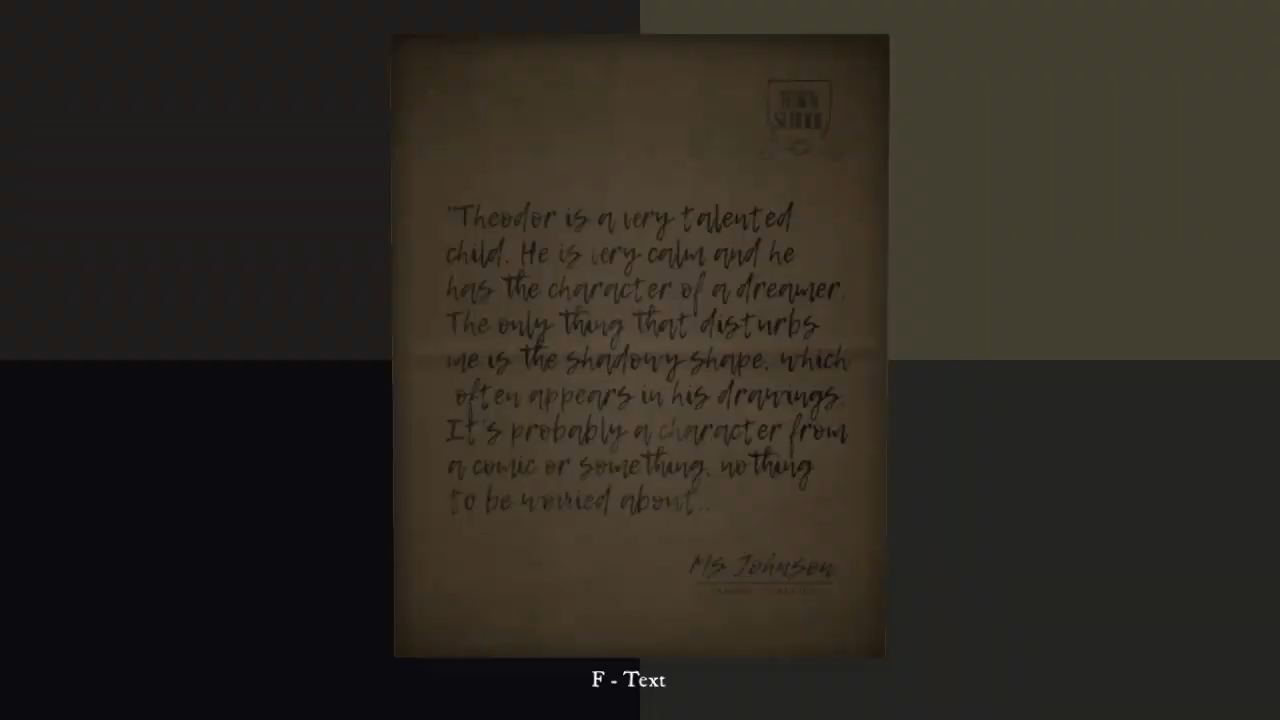 TOWN
SCHOOL
"Theodor is a very talented
child. He is very calm and he
has the character of a dreamer.
The only thing that disturbs
me is the shadowy shape, which
often appears in his drawings.
It's probably a character from
a comic or something, nothing
to be worried about..
Ms Johnson
F - Text